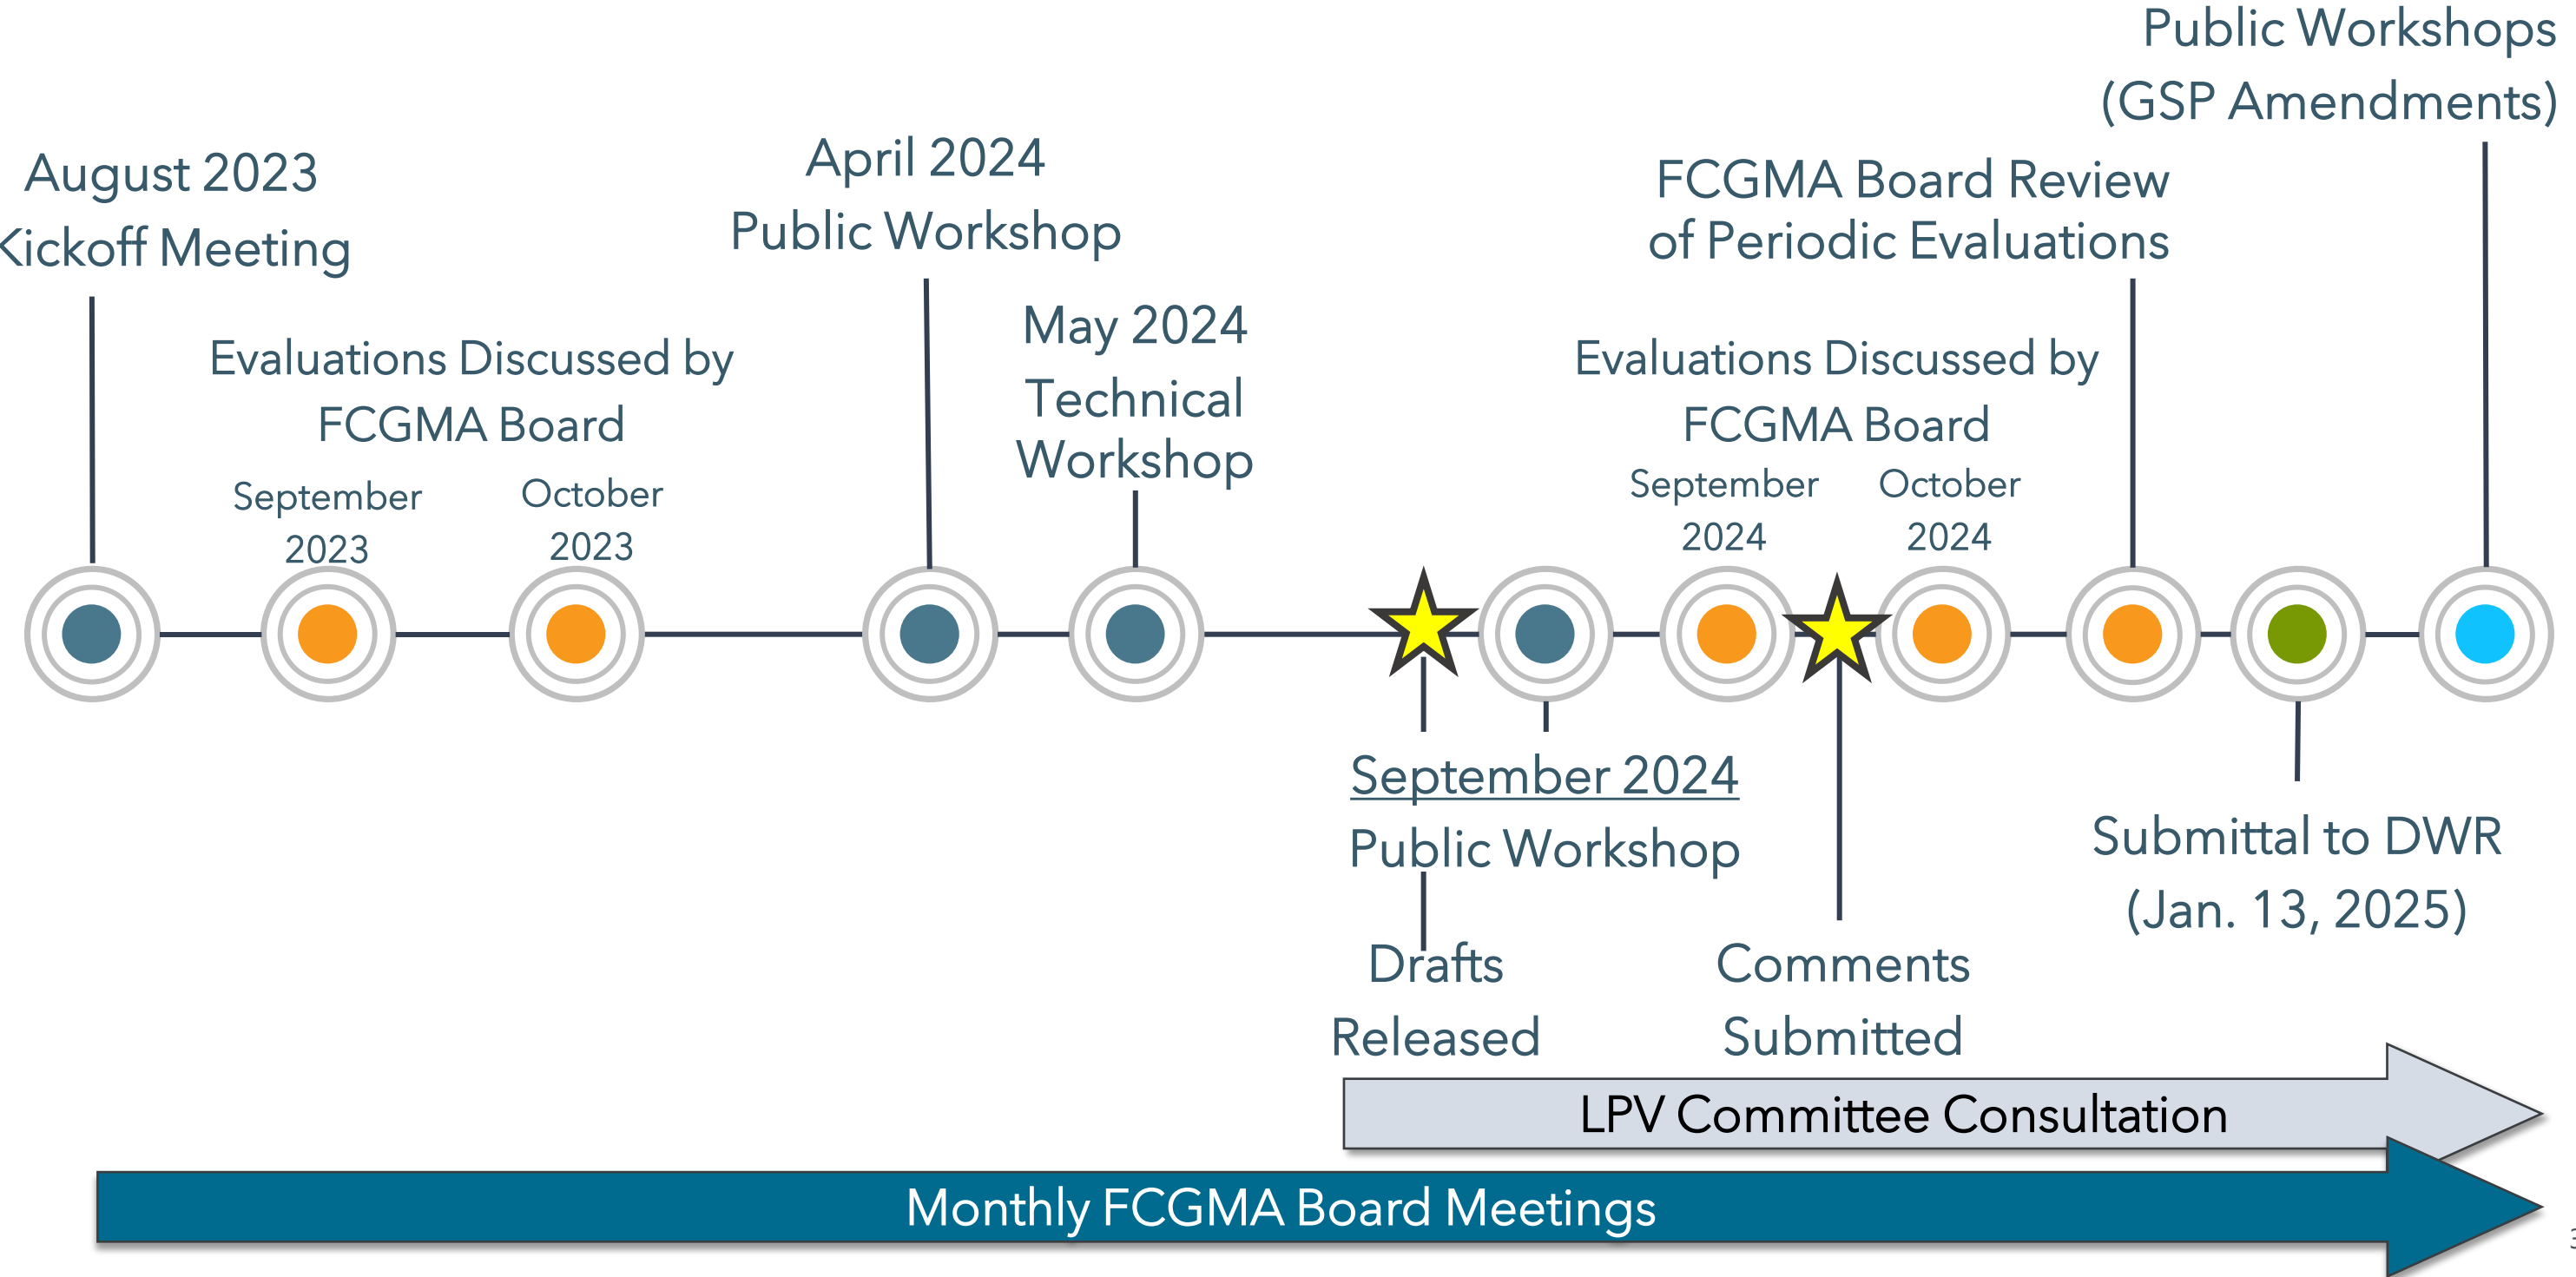 Public Workshops
(GSP Amendments)
August 2023
Kickoff Meeting
April 2024
Public Workshop
FCGMA Board Review
of Periodic Evaluations
May 2024
Technical
Workshop
Evaluations Discussed by
FCGMA Board
September
2023
October
2023
Evaluations Discussed by
FCGMA Board
September
2024
October
2024
September 2024
Public Workshop
Submittal to DWR
(Jan. 13, 2025)
Drafts
Released
Comments
Submitted
LPV Committee Consultation
Monthly FCGMA Board Meetings